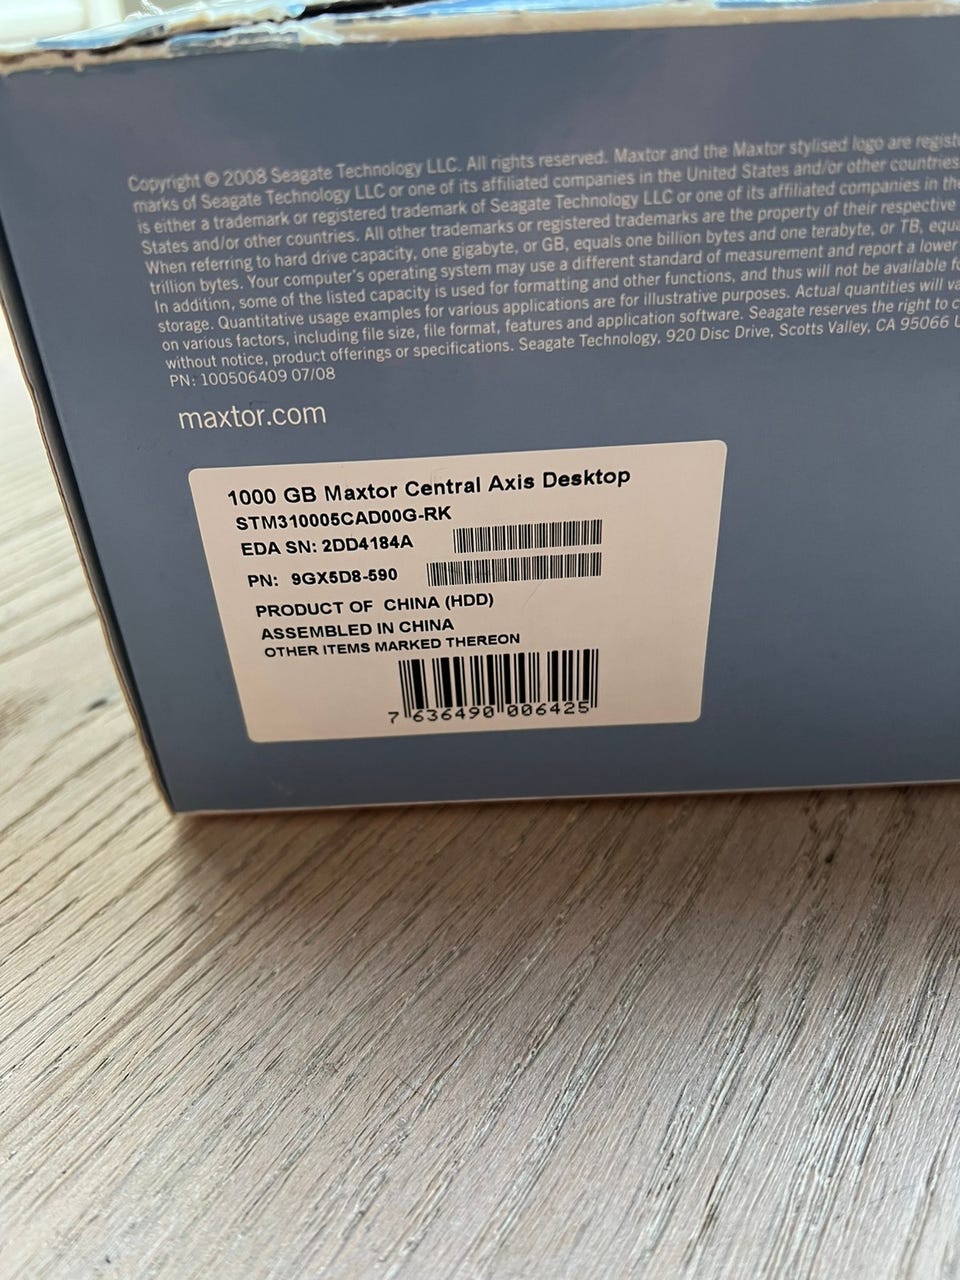 Copyright © 2008 Seagate Technology LLC. All rights reserved. Maxtor and the Maxtor stylised logo are
marks of Seagate Technology LLC or one of its affiliated companies in the United States and/or other countries
is either a trademark or registered trademark of Seagate Technology LLC or one of its affiliated companies in the
States and/or other countries. All other trademarks or registered trademarks are the property of their respective
When referring to hard drive capacity, one gigabyte, or GB, equals one billion bytes and one terabyte, or TB,
trillion bytes. Your computer's operating system may use a different standard of measurement and report a lower
In addition, some of the listed capacity is used for formatting and other functions, and thus will not be available
storage. Quantitative usage examples for various applications are for illustrative purposes. Actual quantities will
on various factors, including file size, file format, features and application software. Seagate reserves the right to
without notice, product offerings or specifications. Seagate Technology, 920 Disc Drive, Scotts Valley, CA 95066
PN: 100506409 07/08
maxtor.com
1000 GB Maxtor Central Axis Desktop
STM310005CAD00G-RK
EDA SN: 2DD4184A
PN: 9GX5D8-590
PRODUCT OF CHINA (HDD)
ASSEMBLED IN CHINA
OTHER ITEMS MARKED THEREON
7 636490 006425